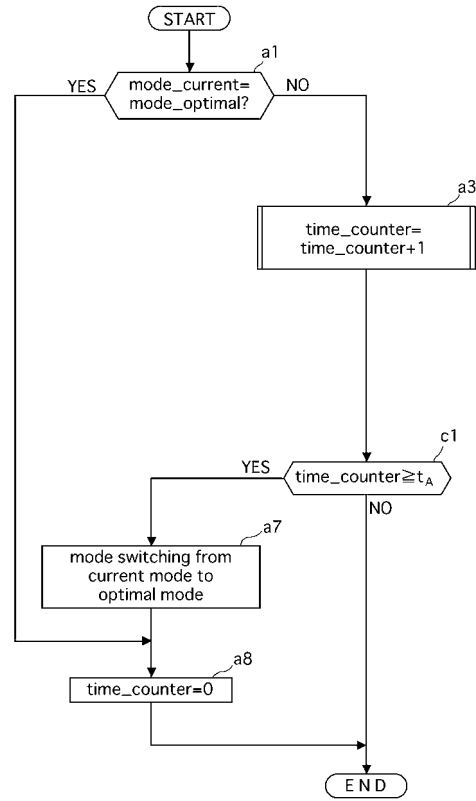 START
a1
YES
mode_current=
mode_optimal?
NO
a3
time_counter=
time_counter+1
c1
YES
time_counter≧tA
NO
a7
mode switching from
current mode to
optimal mode
a8
time_counter=0
END